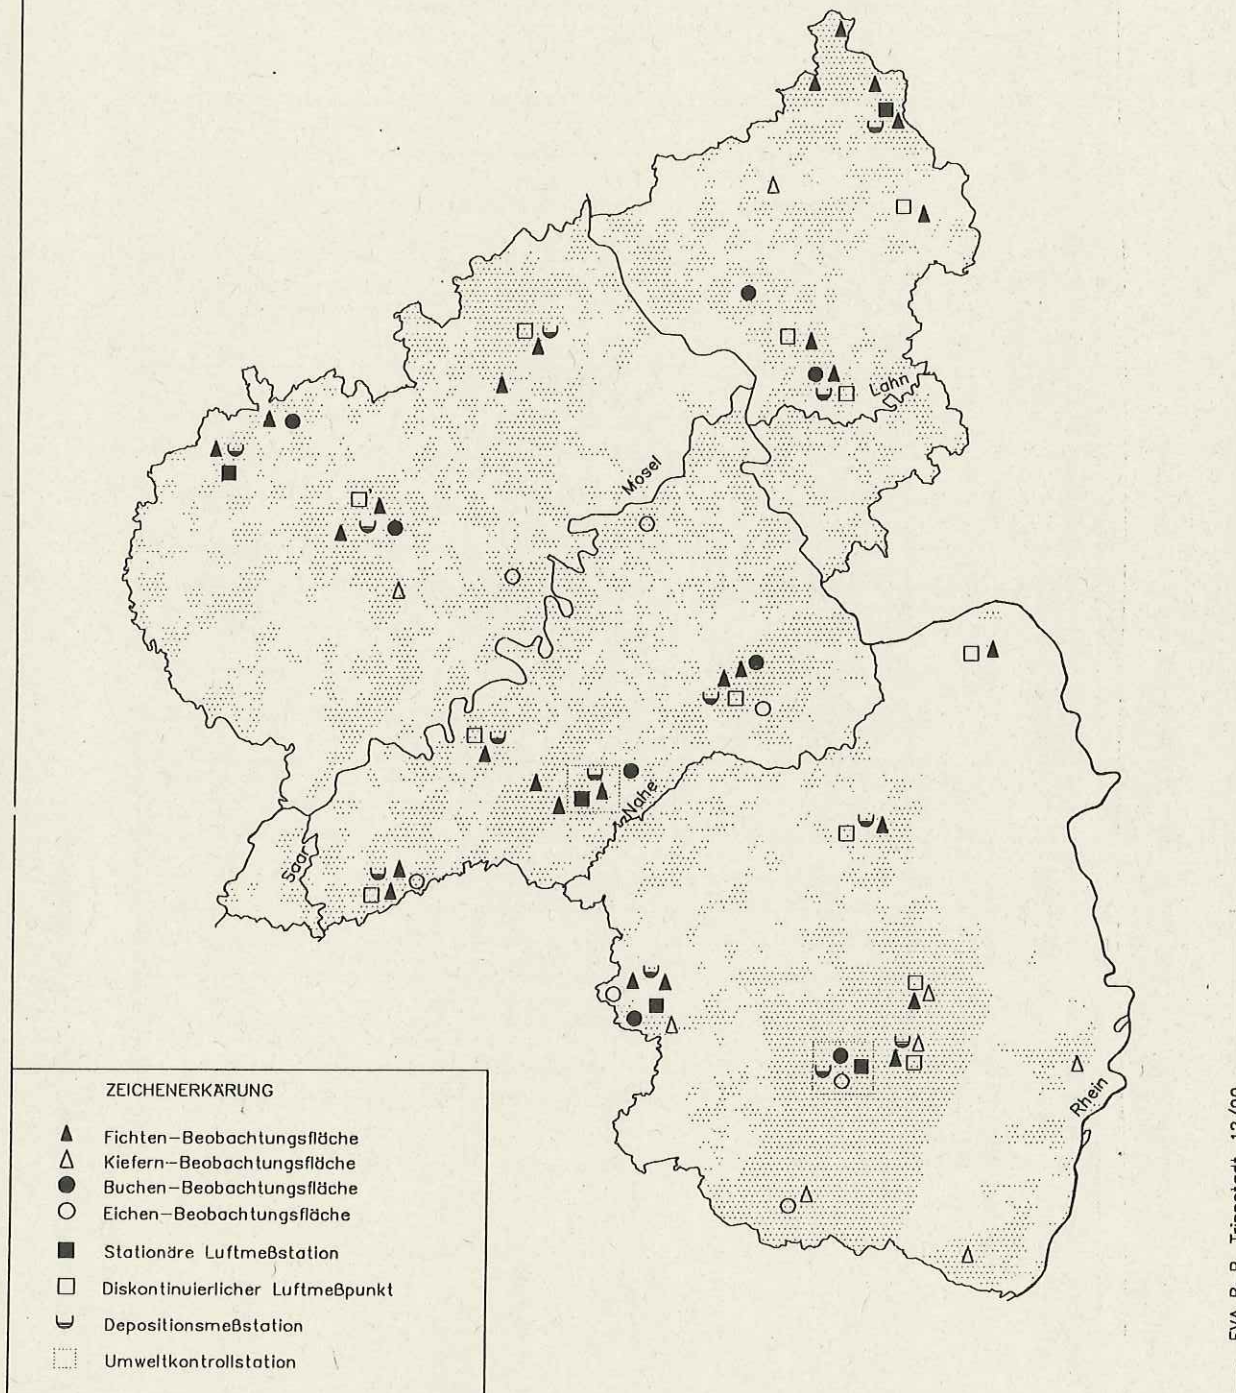 Lahn
Mosel
Nahe
Saar
Rhein
ZEICHENERKÄRUNG
Fichten-Beobachtungsfläche
Kiefern-Beobachtungsfläche
Buchen-Beobachtungsfläche
Eichen-Beobachtungsfläche
Stationäre Luftmeßstation
Diskontinuierlicher Luftmeßpunkt
Depositionsmeßstation
Umweltkontrollstation